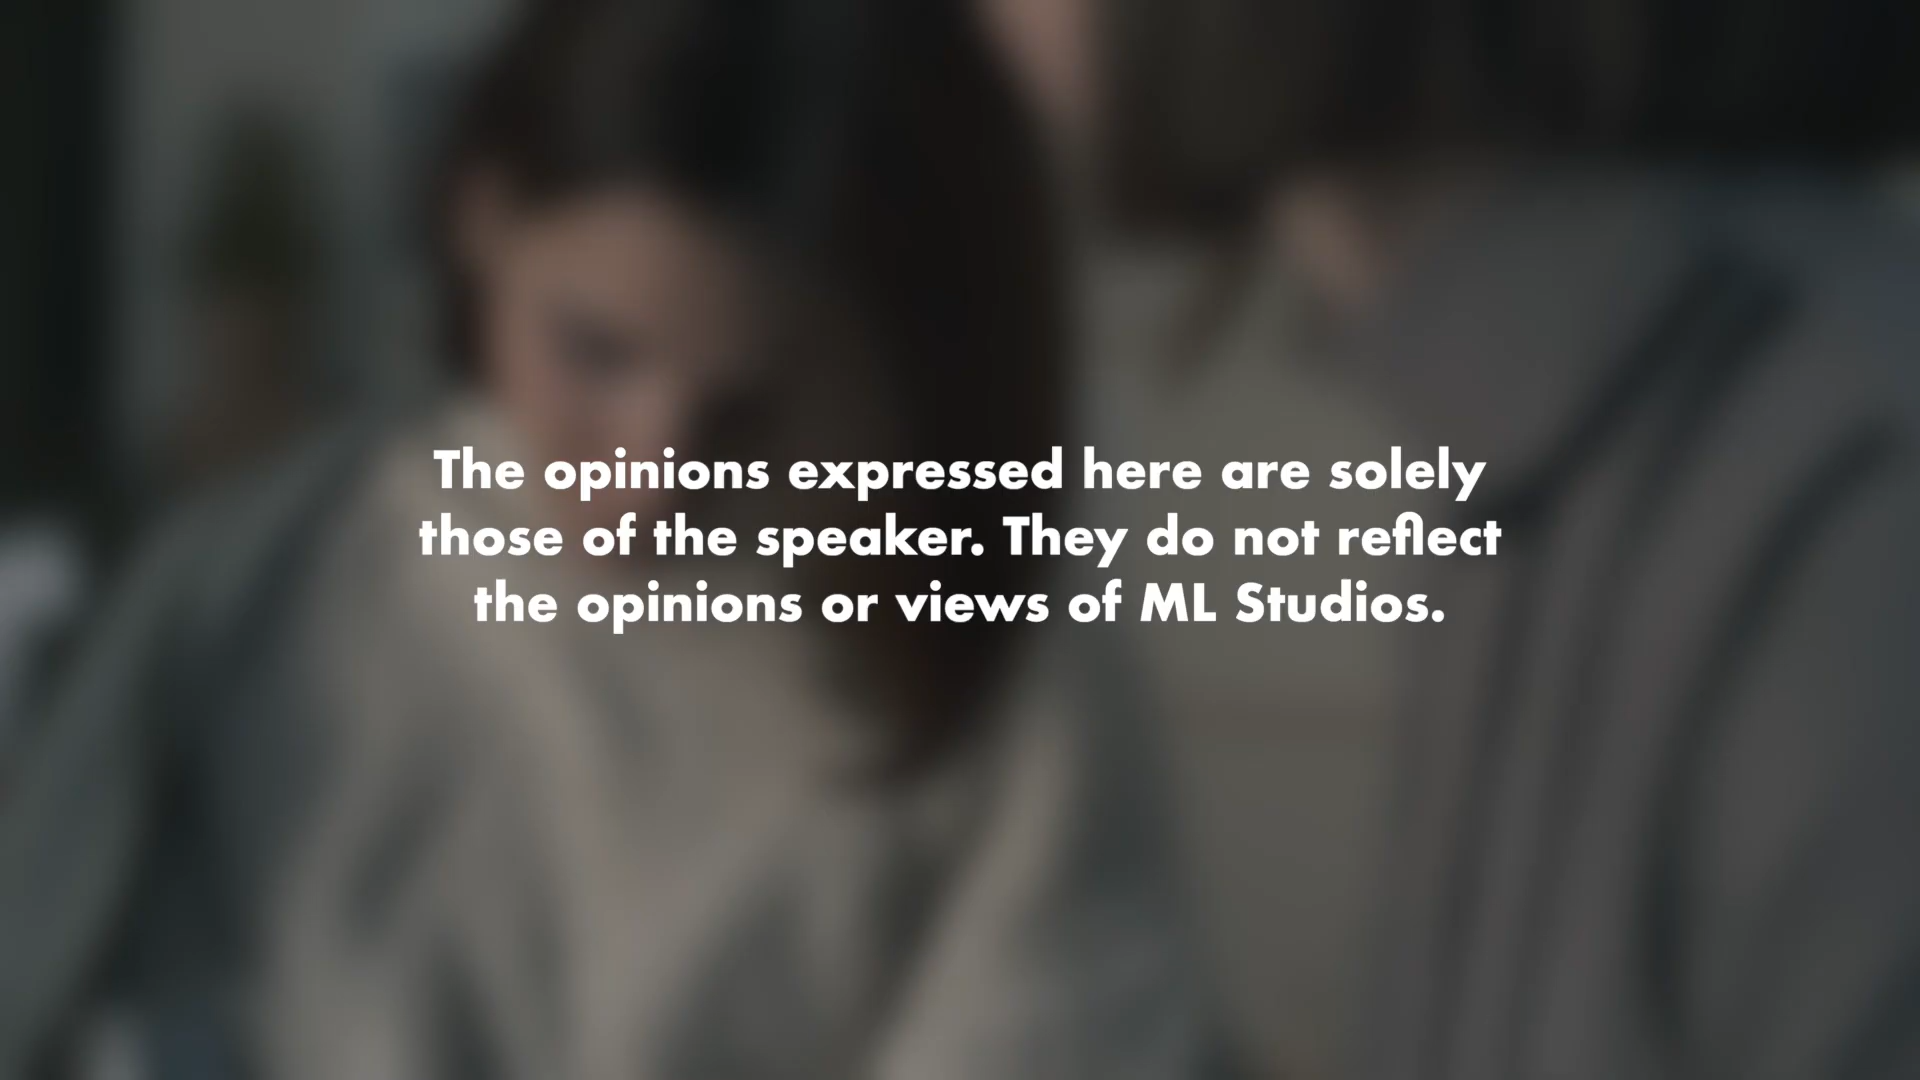 The opinions expressed here are solely
those of the speaker. They do not reflect
the opinions or views of ML Studios.